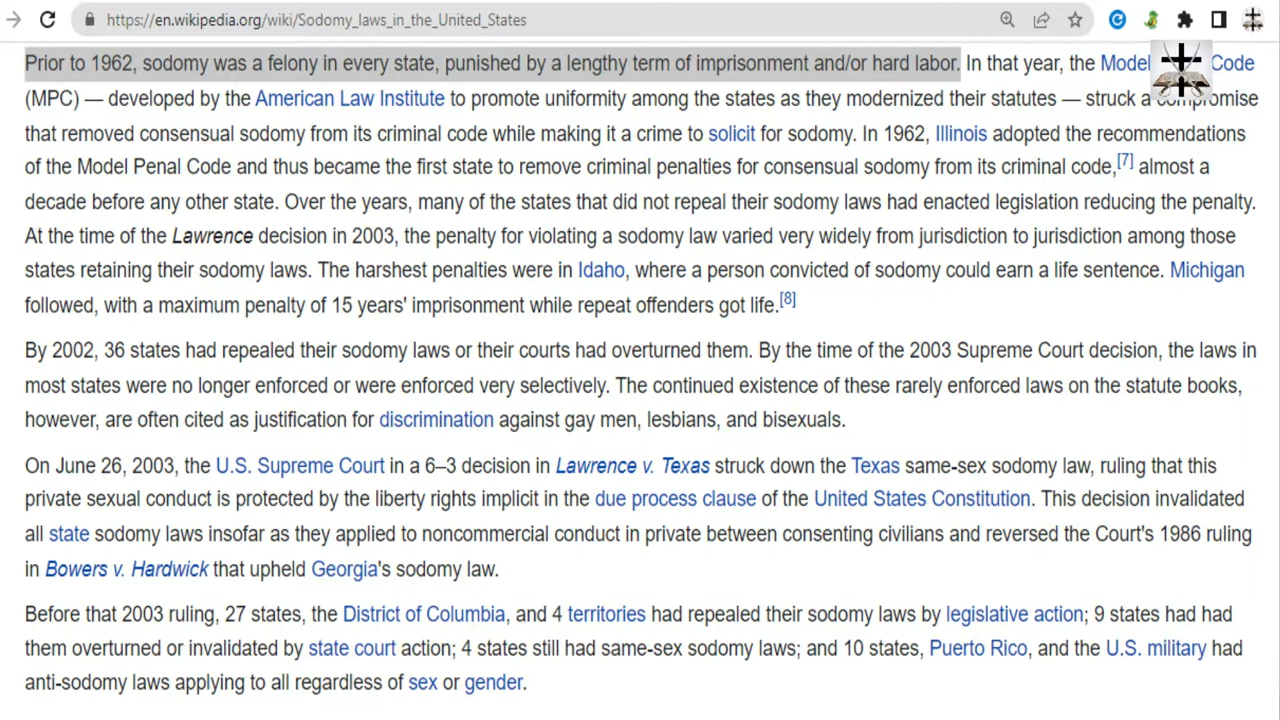 https://en.wikipedia.org/wiki/Sodomy_laws_in_the_United_States
Prior to 1962, sodomy was a felony in every state, punished by a lengthy term of imprisonment and/or hard labor. In that year, the Model Code
(MPC) — developed by the American Law Institute to promote uniformity among the states as they modernized their statutes — struck a compromise
that removed consensual sodomy from its criminal code while making it a crime to solicit for sodomy. In 1962, Illinois adopted the recommendations
of the Model Penal Code and thus became the first state to remove criminal penalties for consensual sodomy from its criminal code,[7] almost a
decade before any other state. Over the years, many of the states that did not repeal their sodomy laws had enacted legislation reducing the penalty.
At the time of the Lawrence decision in 2003, the penalty for violating a sodomy law varied very widely from jurisdiction to jurisdiction among those
states retaining their sodomy laws. The harshest penalties were in Idaho, where a person convicted of sodomy could earn a life sentence. Michigan
followed, with a maximum penalty of 15 years' imprisonment while repeat offenders got life.[8]
By 2002, 36 states had repealed their sodomy laws or their courts had overturned them. By the time of the 2003 Supreme Court decision, the laws in
most states were no longer enforced or were enforced very selectively. The continued existence of these rarely enforced laws on the statute books,
however, are often cited as justification for discrimination against gay men, lesbians, and bisexuals.
On June 26, 2003, the U.S. Supreme Court in a 6–3 decision in Lawrence v. Texas struck down the Texas same-sex sodomy law, ruling that this
private sexual conduct is protected by the liberty rights implicit in the due process clause of the United States Constitution. This decision invalidated
all state sodomy laws insofar as they applied to noncommercial conduct in private between consenting civilians and reversed the Court's 1986 ruling
in Bowers v. Hardwick that upheld Georgia's sodomy law.
Before that 2003 ruling, 27 states, the District of Columbia, and 4 territories had repealed their sodomy laws by legislative action; 9 states had had
them overturned or invalidated by state court action; 4 states still had same-sex sodomy laws; and 10 states, Puerto Rico, and the U.S. military had
anti-sodomy laws applying to all regardless of sex or gender.